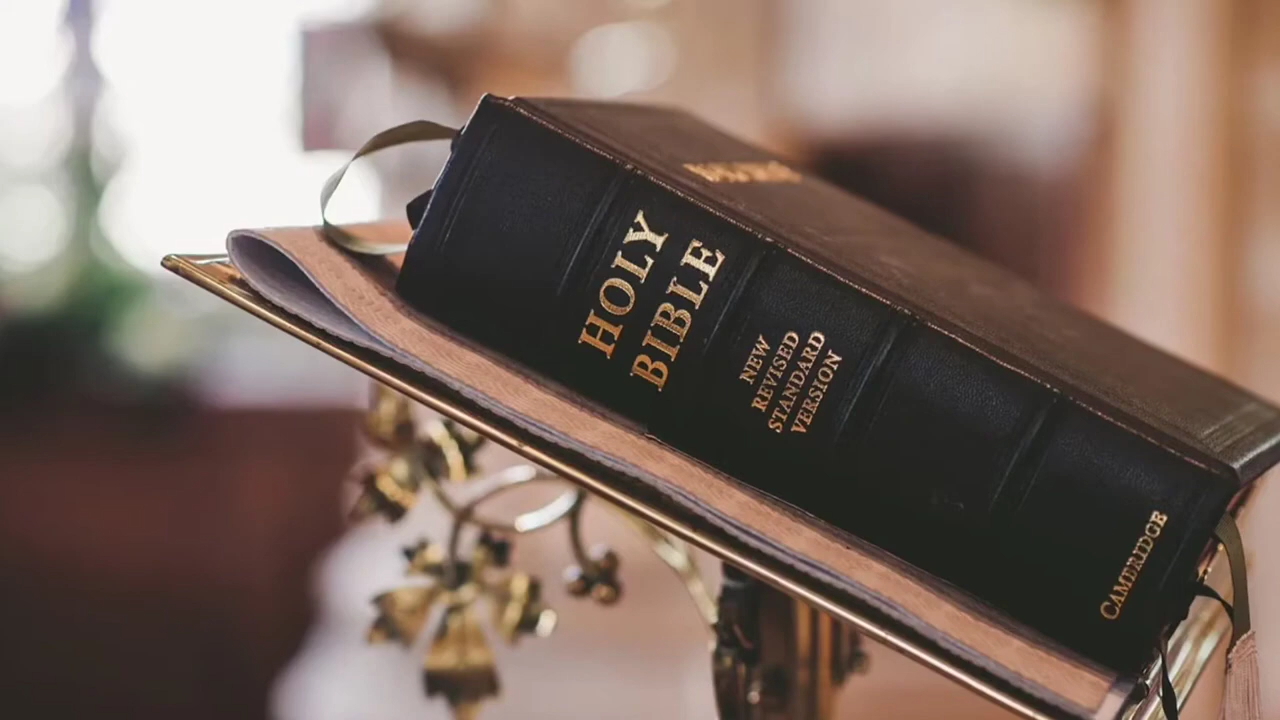 HOLY
BIBLE
NEW
REVISED
STANDARD
VERSION
CAMBRIDGE